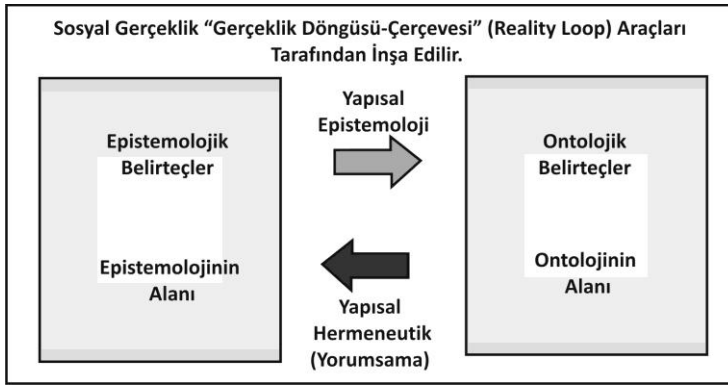 Sosyal Gerçeklik “Gerçeklik Döngüsü-Çerçevesi” (Reality Loop) Araçları
Tarafından İnşa Edilir.
Epistemolojik
Belirteçler
Epistemolojinin
Alanı
Yapısal
Epistemoloji
Yapısal
Hermeneutik
(Yorumsama)
Ontolojik
Belirteçler
Ontolojinin
Alanı